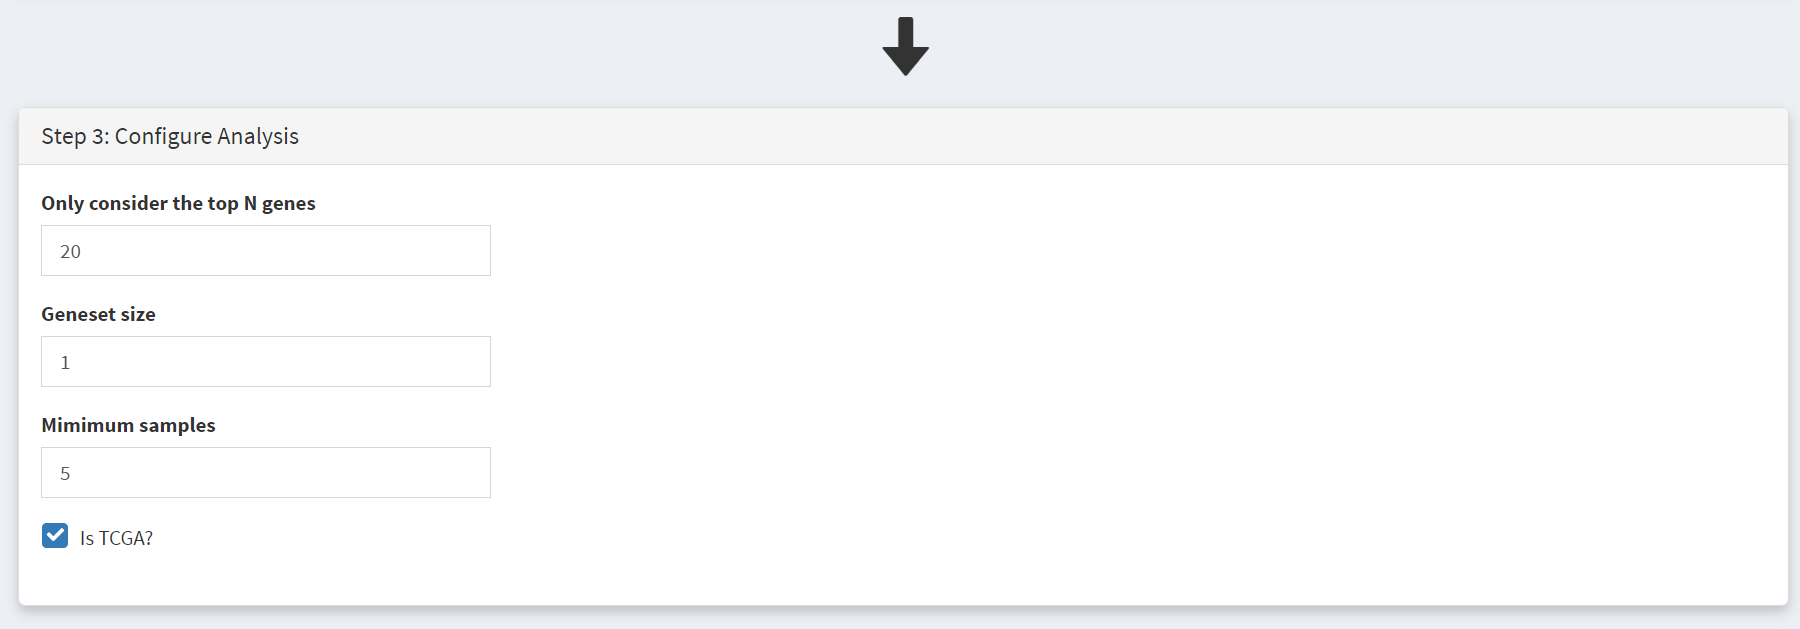 Step 3: Configure Analysis
Only consider the top N genes
20
Geneset size
1
Mimimum samples
5
Is TCGA?